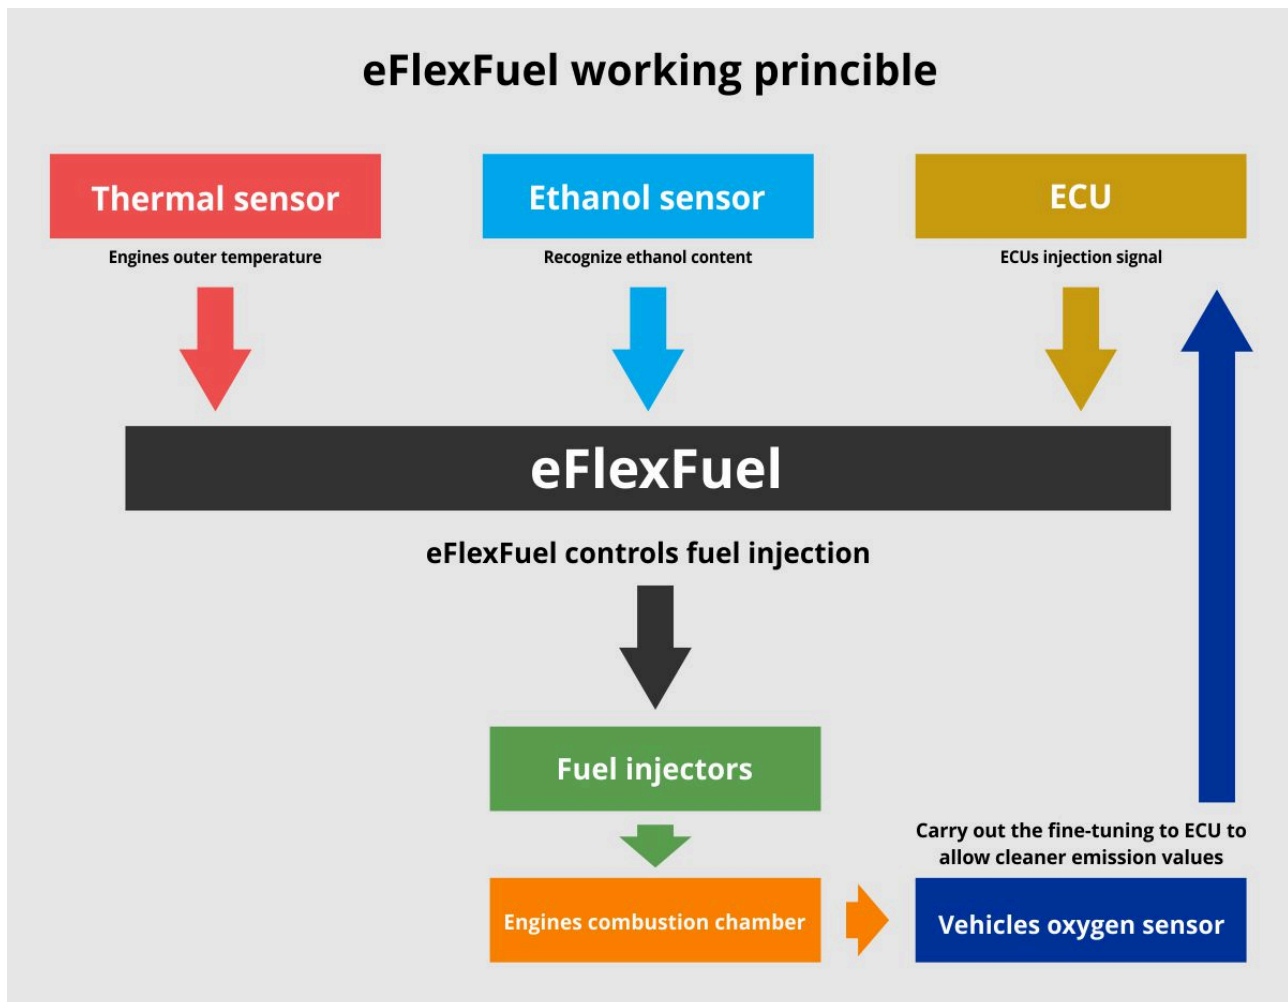 eFlexFuel working princible
Thermal sensor
Engines outer temperature
Ethanol sensor
Recognize ethanol content
ECU
ECUs injection signal
eFlexFuel
eFlexFuel controls fuel injection
Fuel injectors
Engines combustion chamber
Carry out the fine-tuning to ECU to
allow cleaner emission values
Vehicles oxygen sensor